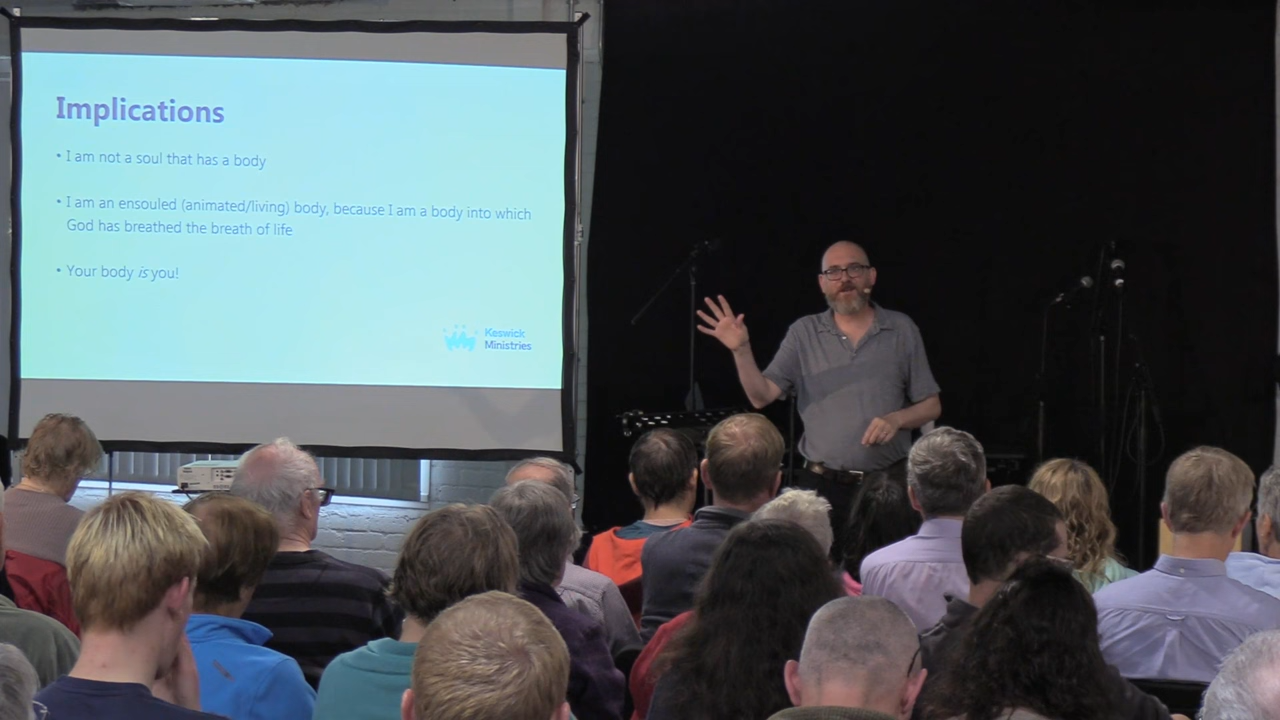 Implications
• I am not a soul that has a body
• I am an ensouled (animated/living) body, because I am a body into which
God has breathed the breath of life
• Your body is you!
Keswick
Ministries